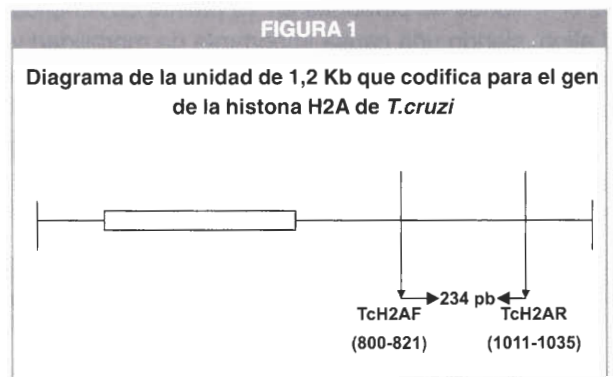 FIGURA 1
Diagrama de la unidad de 1,2 Kb que codifica para el gen
de la histona H2A de T.cruzi
234 pb
TcH2AF TcH2AR
(800-821) (1011-1035)